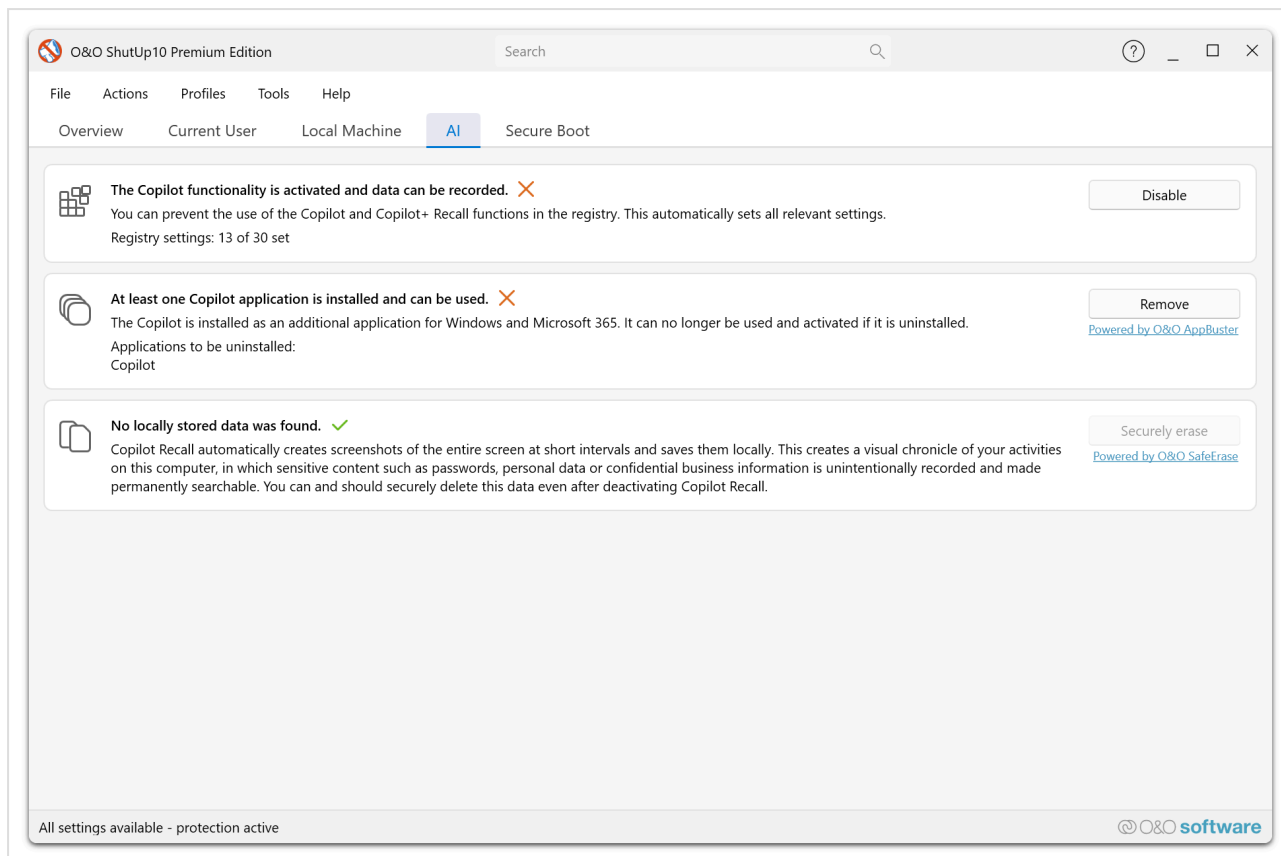 O&O ShutUp10 Premium Edition
Search
File Actions Profiles Tools Help
Overview Current User Local Machine AI Secure Boot
The Copilot functionality is activated and data can be recorded.
Disable
You can prevent the use of the Copilot and Copilot+ Recall functions in the registry. This automatically sets all relevant settings.
Registry settings: 13 of 30 set
At least one Copilot application is installed and can be used.
Remove
The Copilot is installed as an additional application for Windows and Microsoft 365. It can no longer be used and activated if it is uninstalled.
Powered by O&O AppBuster
Applications to be uninstalled:
Copilot
No locally stored data was found.
Securely erase
Copilot Recall automatically creates screenshots of the entire screen at short intervals and saves them locally. This creates a visual chronicle of your activities
Powered by O&O SafeErase
on this computer, in which sensitive content such as passwords, personal data or confidential business information is unintentionally recorded and made
permanently searchable. You can and should securely delete this data even after deactivating Copilot Recall.
All settings available - protection active
O&O software